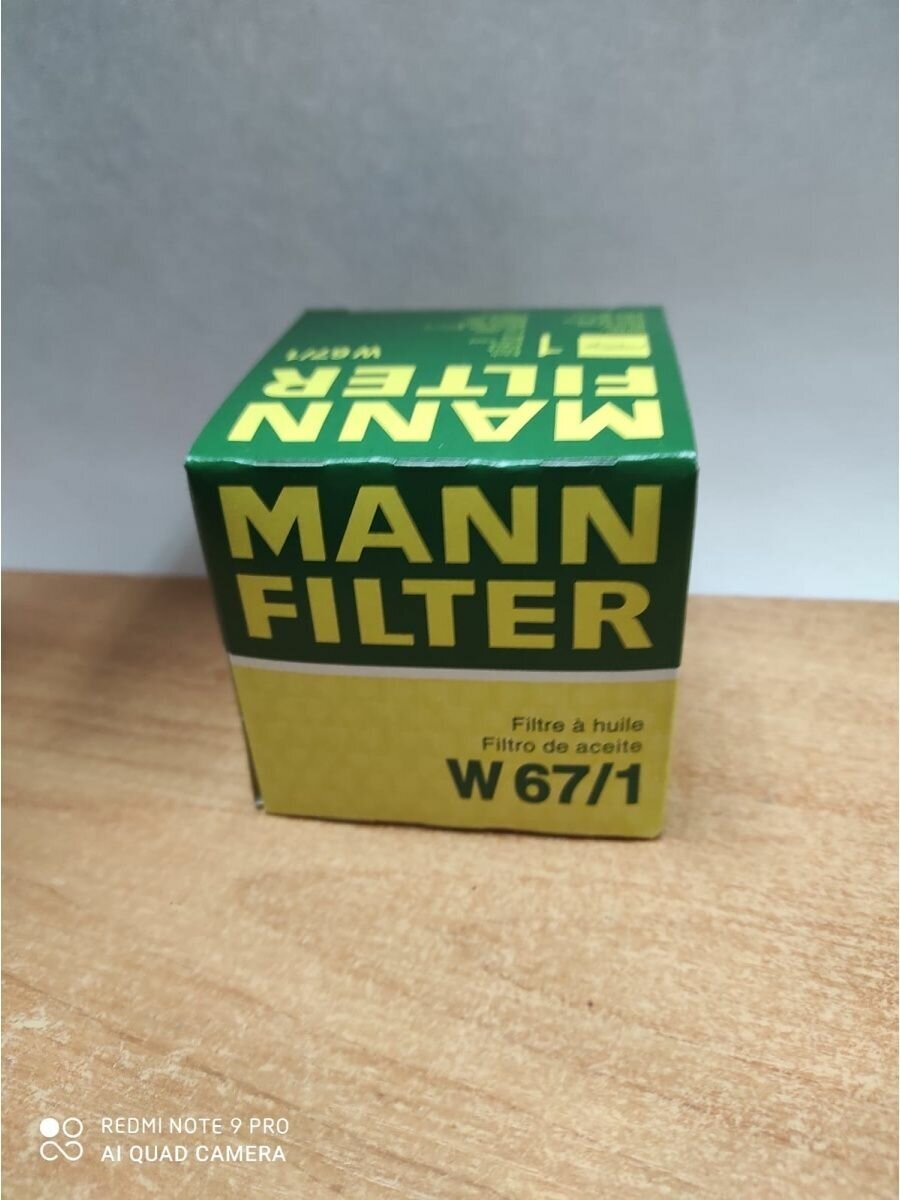 W 67/1
1
MANN
FILTER
MANN
FILTER
Filtre à huile
Filtro de aceite
W 67/1
REDMI NOTE 9 PRO
AI QUAD CAMERA